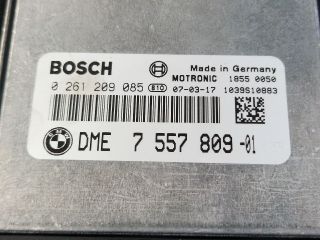 BOSCH Made in Germany
MOTRONIC 1855 0050
0 261 209 085 E1D 07-03-17 1039S10883
DME 7 557 809 -01